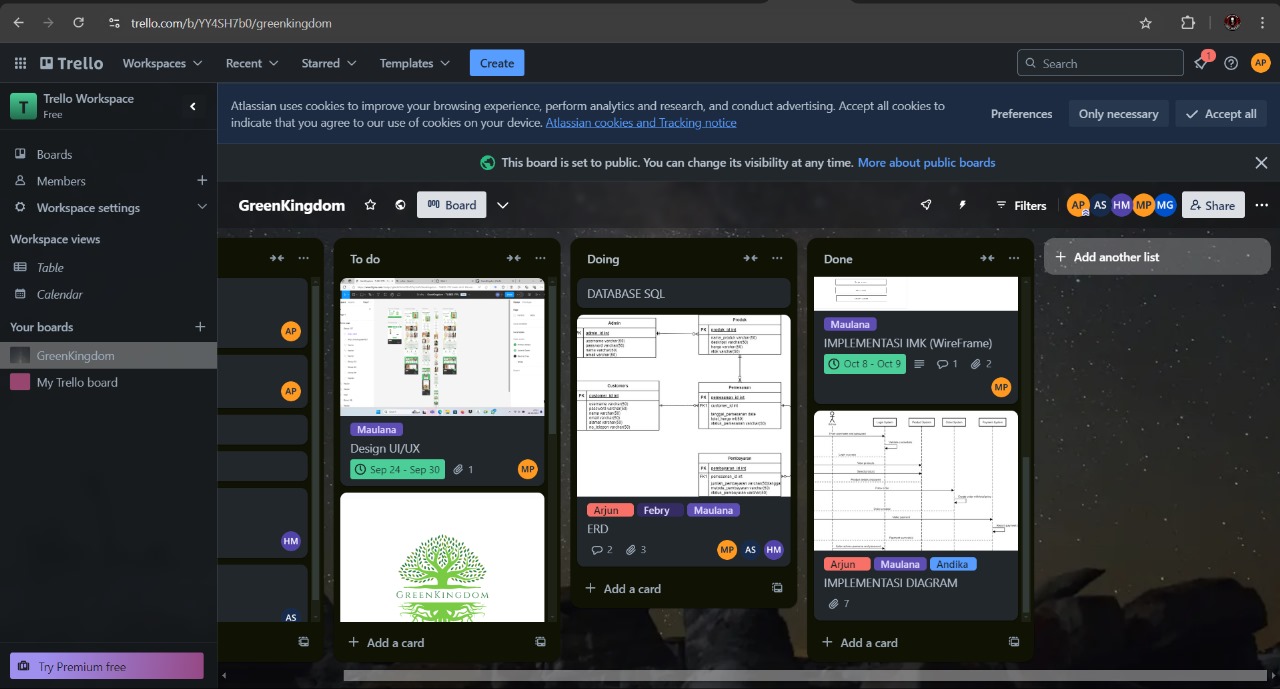 trello.com/b/YY4SH7b0/greenkingdom
Trello
Workspaces
Recent
Starred
Templates
Create
Search
1
AP
T
Trello Workspace
Free
Atlassian uses cookies to improve your browsing experience, perform analytics and research, and conduct advertising. Accept all cookies to
indicate that you agree to our use of cookies on your device. Atlassian cookies and Tracking notice
Preferences
Only necessary
Accept all
This board is set to public. You can change its visibility at any time. More about public boards
Boards
Members
Workspace settings
Workspace views
Table
Calendar
Your boards
GreenKingdom
My Trello board
Try Premium free
GreenKingdom
Board
Filters
AP AS HM MP MG
Share
AP
AP
HM
AS
To do
Maulana
Design UI/UX
Sep 24 - Sep 30
1
MP
GREENKINGDOM
Add a card
Doing
DATABASE SQL
Admin
Produk
Customers
Pemesanan
Pembayaran
Arjun Febry Maulana
ERD
2 3
MP AS HM
Add a card
Done
Maulana
IMPLEMENTASI IMK (WireFrame)
Oct 8 - Oct 9
1 2
MP
Arjun Maulana Andika
IMPLEMENTASI DIAGRAM
7
Add a card
Add another list